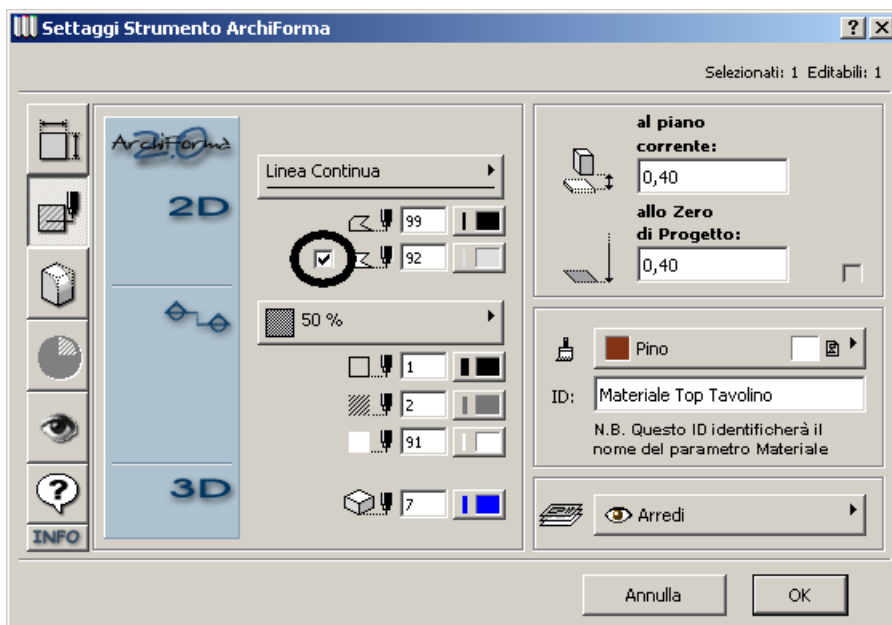 Settaggi Strumento ArchiForma
Selezionati: 1 Editabili: 1
ArchiForma
2.0
2D
3D
INFO
Linea Continua
99
92
50 %
1
2
91
7
al piano
corrente:
0,40
allo Zero
di Progetto:
0,40
Pino
ID: Materiale Top Tavolino
N.B. Questo ID identificherà il
nome del parametro Materiale
Arredi
Annulla OK